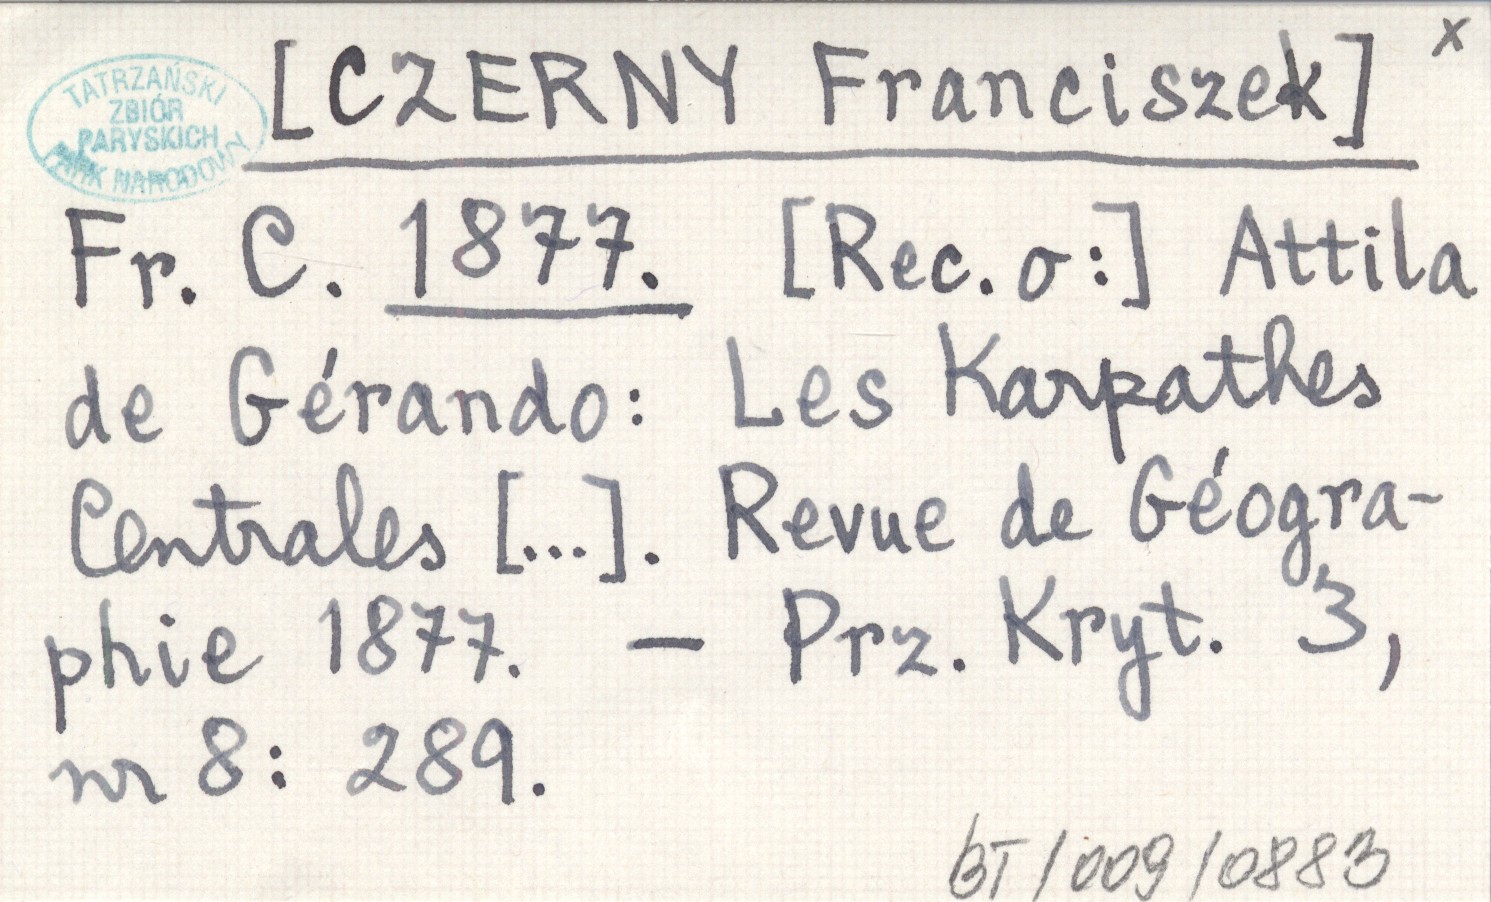 [CZERNY Franciszek] x
TATRZAŃSKI
ZBIÓR
PARYSKICH
PARK NARODOWY
Fr. C. 1877. [Rec. o:] Attila
de Gérando: Les Karpathes
Centrales [...]. Revue de Géogra-
phie 1877. — Prz. Kryt. 3,
nr 8: 289.
BT/009/0883